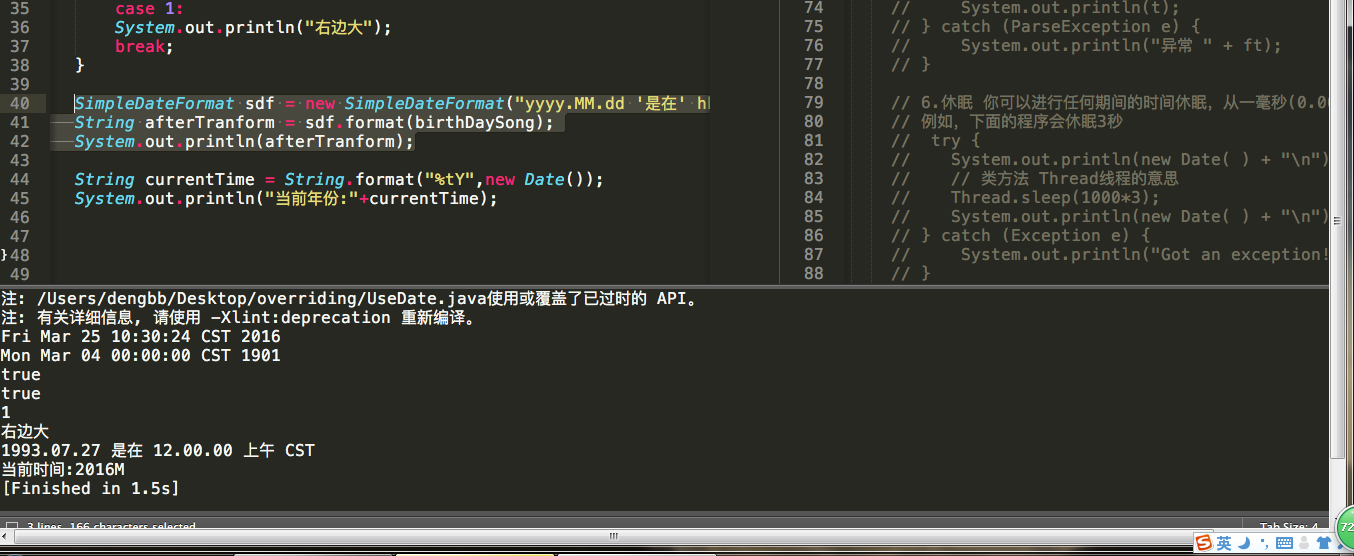 35 case 1:
36 System.out.println("右边大");
37 break;
38 }
39
40 SimpleDateFormat sdf = new SimpleDateFormat("yyyy.MM.dd '是在' h
41 String afterTranform = sdf.format(birthDaySong);
42 System.out.println(afterTranform);
43
44 String currentTime = String.format("%tY",new Date());
45 System.out.println("当前年份:"+currentTime);
46
47
}48
49
74 // System.out.println(t);
75 // } catch (ParseException e) {
76 // System.out.println("异常 " + ft);
77 // }
78
79 // 6.休眠 你可以进行任何期间的时间休眠，从一毫秒(0.0
80 // 例如，下面的程序会休眠3秒
81 // try {
82 // System.out.println(new Date( ) + "\n")
83 // // 类方法 Thread线程的意思
84 // Thread.sleep(1000*3);
85 // System.out.println(new Date( ) + "\n")
86 // } catch (Exception e) {
87 // System.out.println("Got an exception!
88 // }
注: /Users/dengbb/Desktop/overriding/UseDate.java使用或覆盖了已过时的 API。
注: 有关详细信息, 请使用 -Xlint:deprecation 重新编译。
Fri Mar 25 10:30:24 CST 2016
Mon Mar 04 00:00:00 CST 1901
true
true
1
右边大
1993.07.27 是在 12.00.00 上午 CST
当前时间:2016M
[Finished in 1.5s]
3 lines, 166 characters selected
Tab Size: 4
英
72